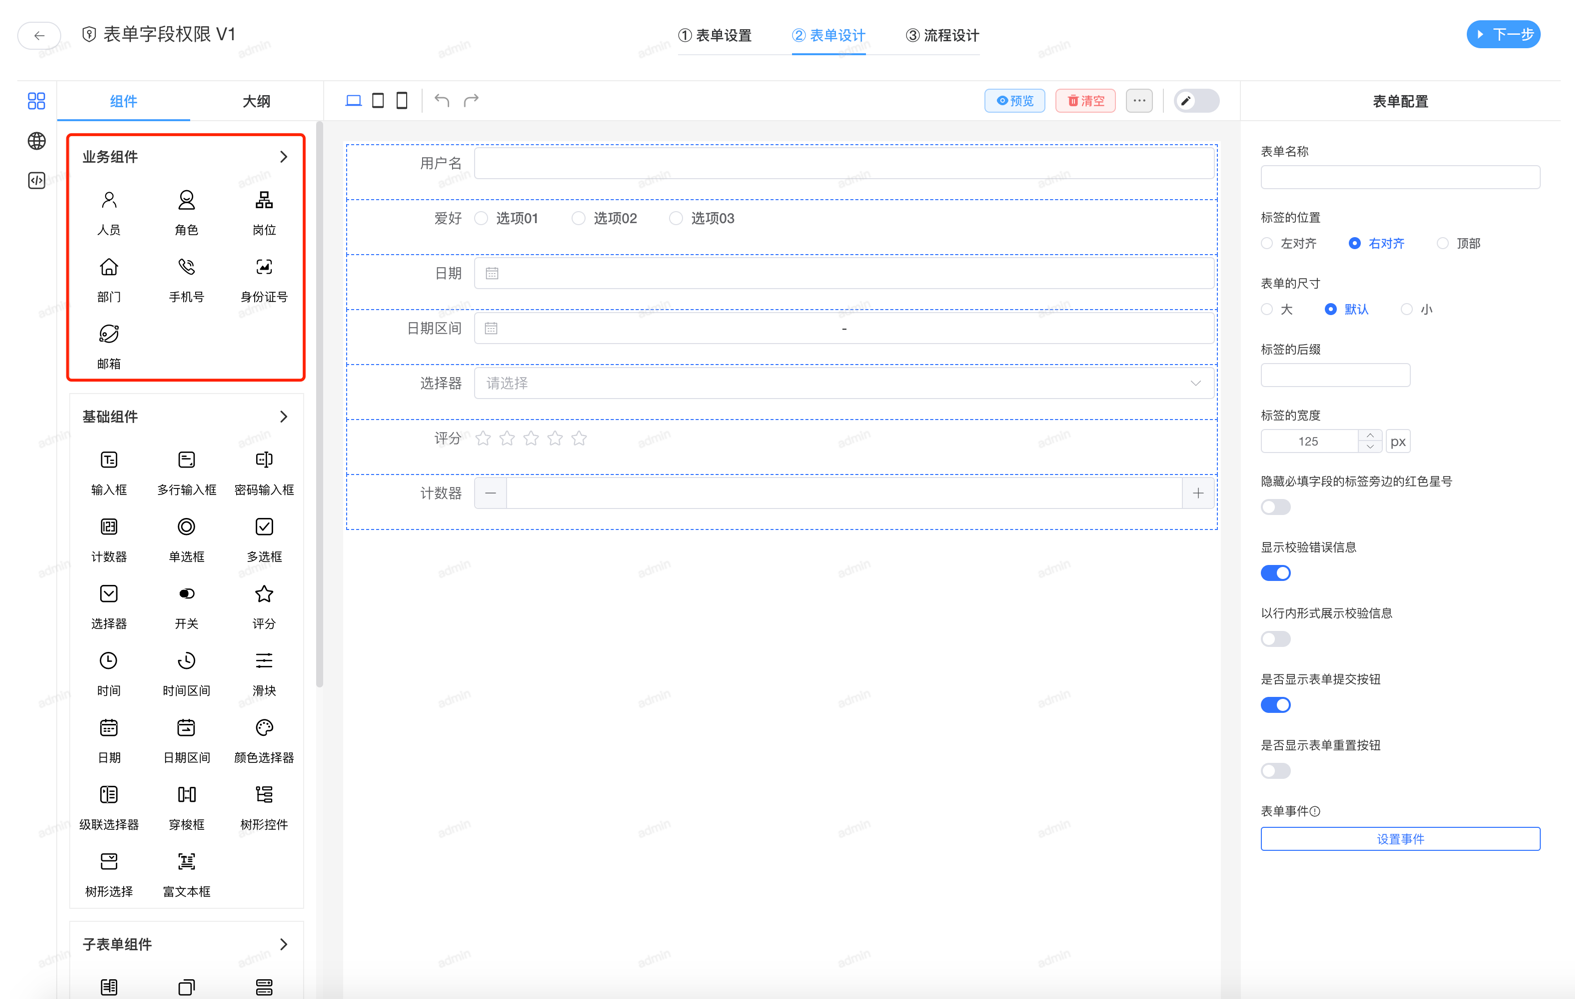 表单字段权限 V1
① 表单设置
② 表单设计
③ 流程设计
下一步
组件
大纲
预览
清空
表单配置
业务组件
人员
角色
岗位
部门
手机号
身份证号
邮箱
基础组件
输入框
多行输入框
密码输入框
计数器
单选框
多选框
选择器
开关
评分
时间
时间区间
滑块
日期
日期区间
颜色选择器
级联选择器
穿梭框
树形控件
树形选择
富文本框
子表单组件
用户名
爱好
选项01
选项02
选项03
日期
日期区间
-
选择器
请选择
评分
计数器
表单名称
标签的位置
左对齐
右对齐
顶部
表单的尺寸
大
默认
小
标签的后缀
标签的宽度
125
px
隐藏必填字段的标签旁边的红色星号
显示校验错误信息
以行内形式展示校验信息
是否显示表单提交按钮
是否显示表单重置按钮
表单事件
设置事件
admin